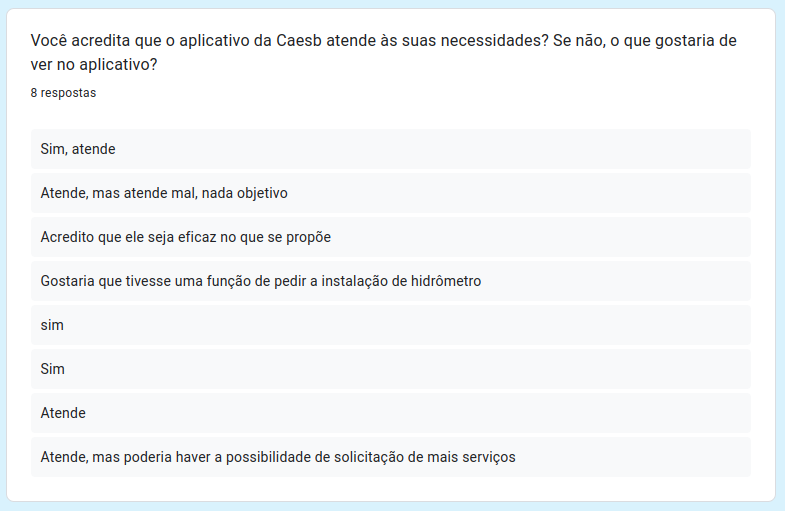 Você acredita que o aplicativo da Caesb atende às suas necessidades? Se não, o que gostaria de
ver no aplicativo?
8 respostas
Sim, atende
Atende, mas atende mal, nada objetivo
Acredito que ele seja eficaz no que se propõe
Gostaria que tivesse uma função de pedir a instalação de hidrômetro
sim
Sim
Atende
Atende, mas poderia haver a possibilidade de solicitação de mais serviços